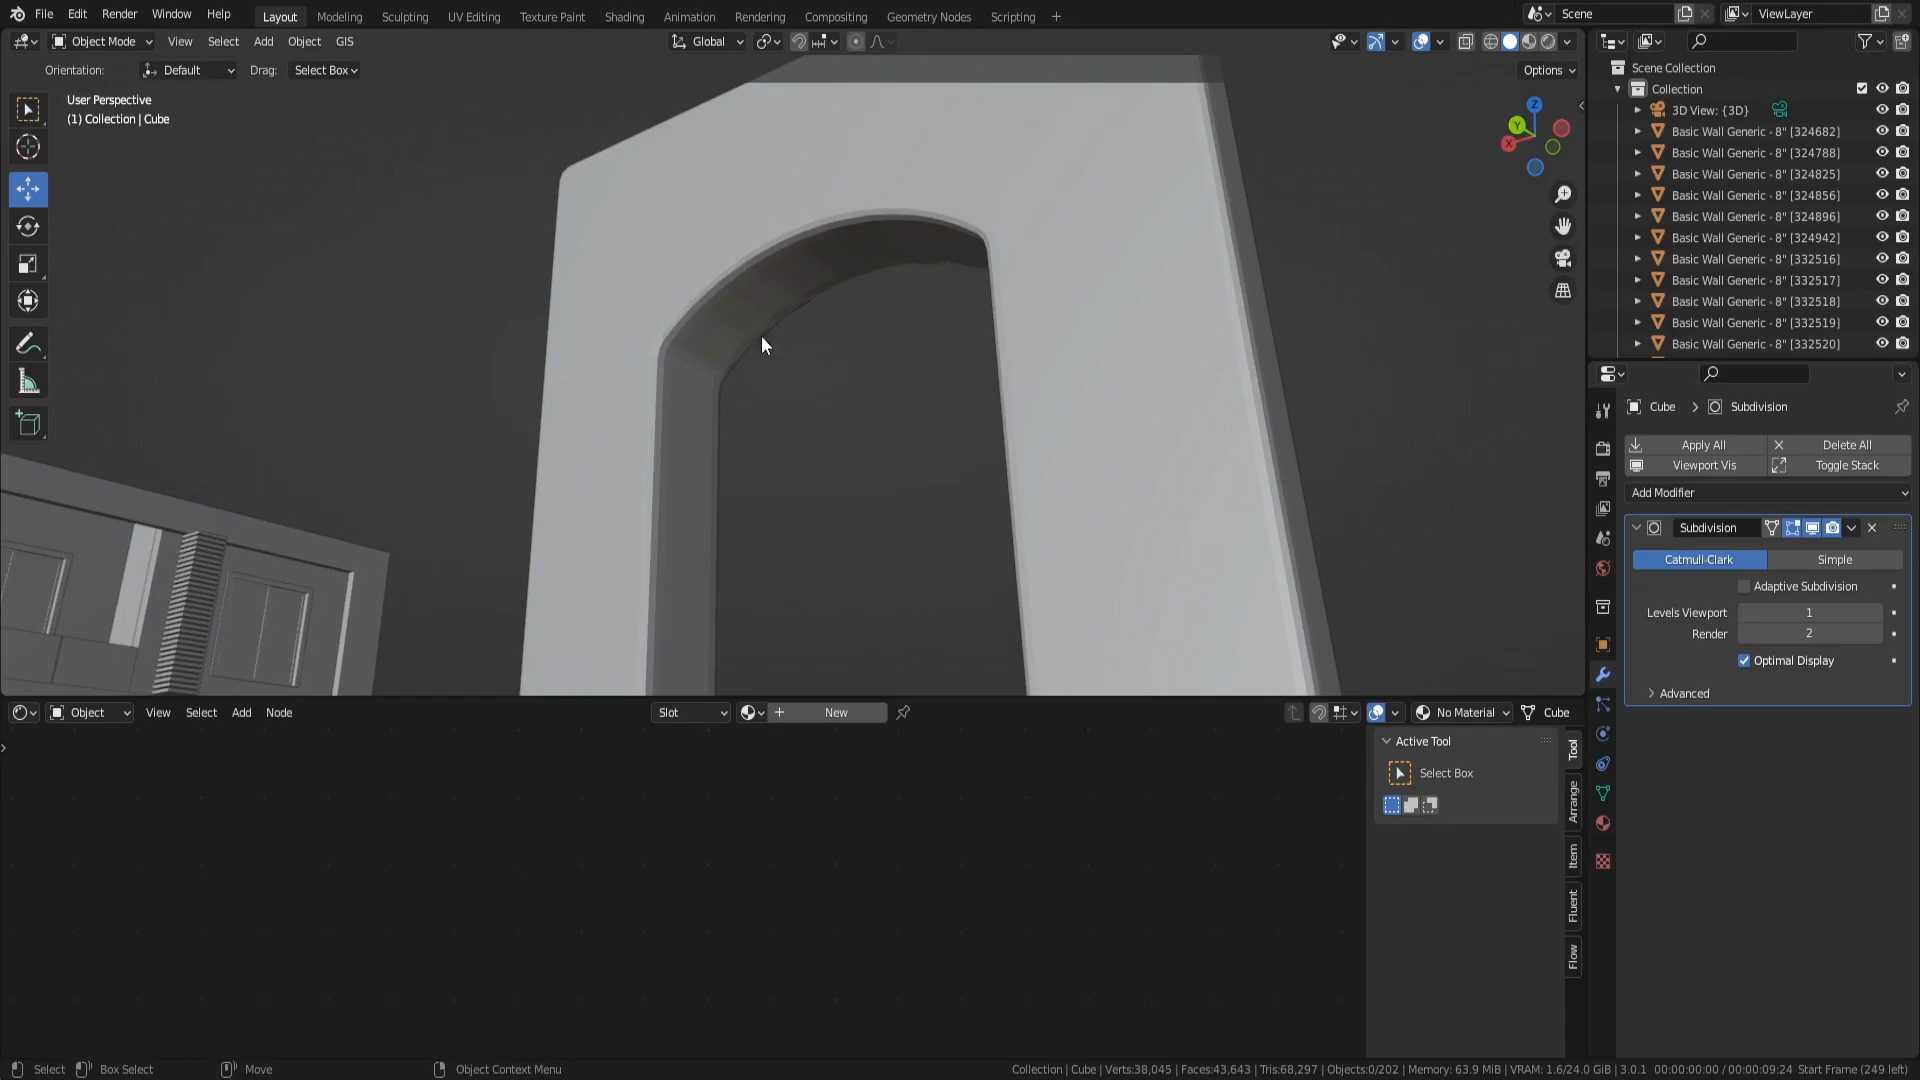 File Edit Render Window Help Layout Modeling Sculpting UV Editing Texture Paint Shading Animation Rendering Compositing Geometry Nodes Scripting + Scene ViewLayer
Object Mode View Select Add Object GIS Global
Orientation: Default Drag: Select Box Options
User Perspective
(1) Collection | Cube
Z
Y
X
Scene Collection
Collection
3D View: {3D}
Basic Wall Generic - 8" [324682]
Basic Wall Generic - 8" [324788]
Basic Wall Generic - 8" [324825]
Basic Wall Generic - 8" [324856]
Basic Wall Generic - 8" [324896]
Basic Wall Generic - 8" [324942]
Basic Wall Generic - 8" [332516]
Basic Wall Generic - 8" [332517]
Basic Wall Generic - 8" [332518]
Basic Wall Generic - 8" [332519]
Basic Wall Generic - 8" [332520]
Cube > Subdivision
Apply All Delete All
Viewport Vis Toggle Stack
Add Modifier
Subdivision
Catmull-Clark Simple
Adaptive Subdivision
Levels Viewport 1
Render 2
Optimal Display
Advanced
Object View Select Add Node Slot New No Material Cube
Active Tool
Select Box
Tool
Arrange
Item
Fluent
Flow
Select Box Select Move Object Context Menu Collection | Cube | Verts:38,045 | Faces:43,643 | Tris:68,297 | Objects:0/202 | Memory: 63.9 MiB | VRAM: 1.6/24.0 GiB | 3.0.1 00:00:00:00 / 00:00:09:24 Start Frame (249 left)